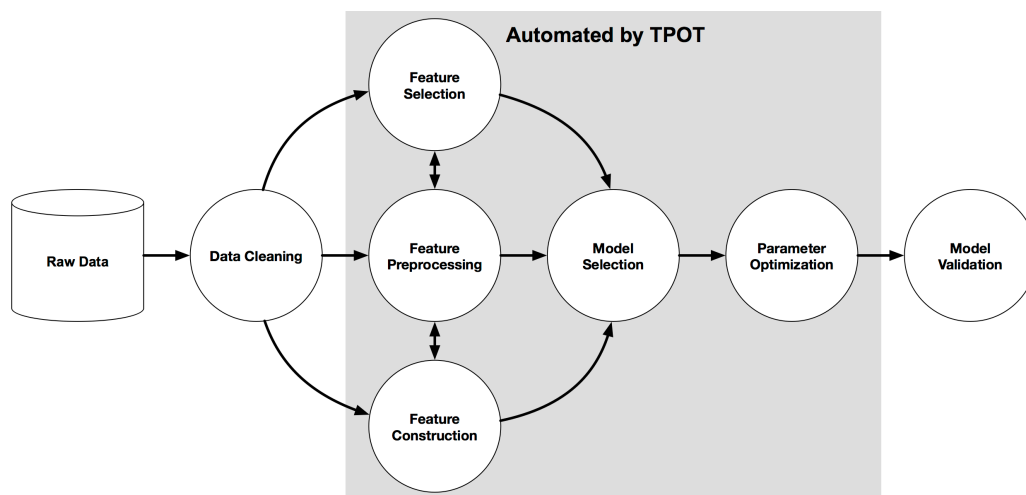 Automated by TPOT
Feature
Selection
Raw Data
Data Cleaning
Feature
Preprocessing
Model
Selection
Parameter
Optimization
Model
Validation
Feature
Construction